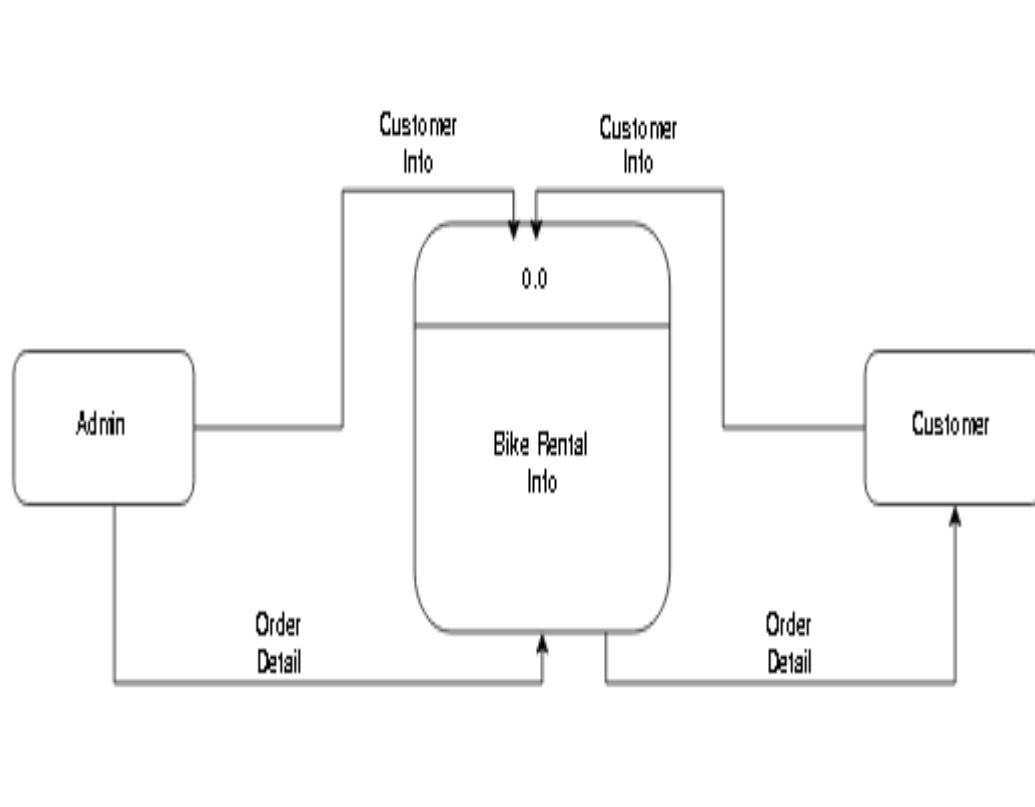 Customer
Info
Customer
Info
0.0
Admin
Bike Rental
Info
Customer
Order
Detail
Order
Detail